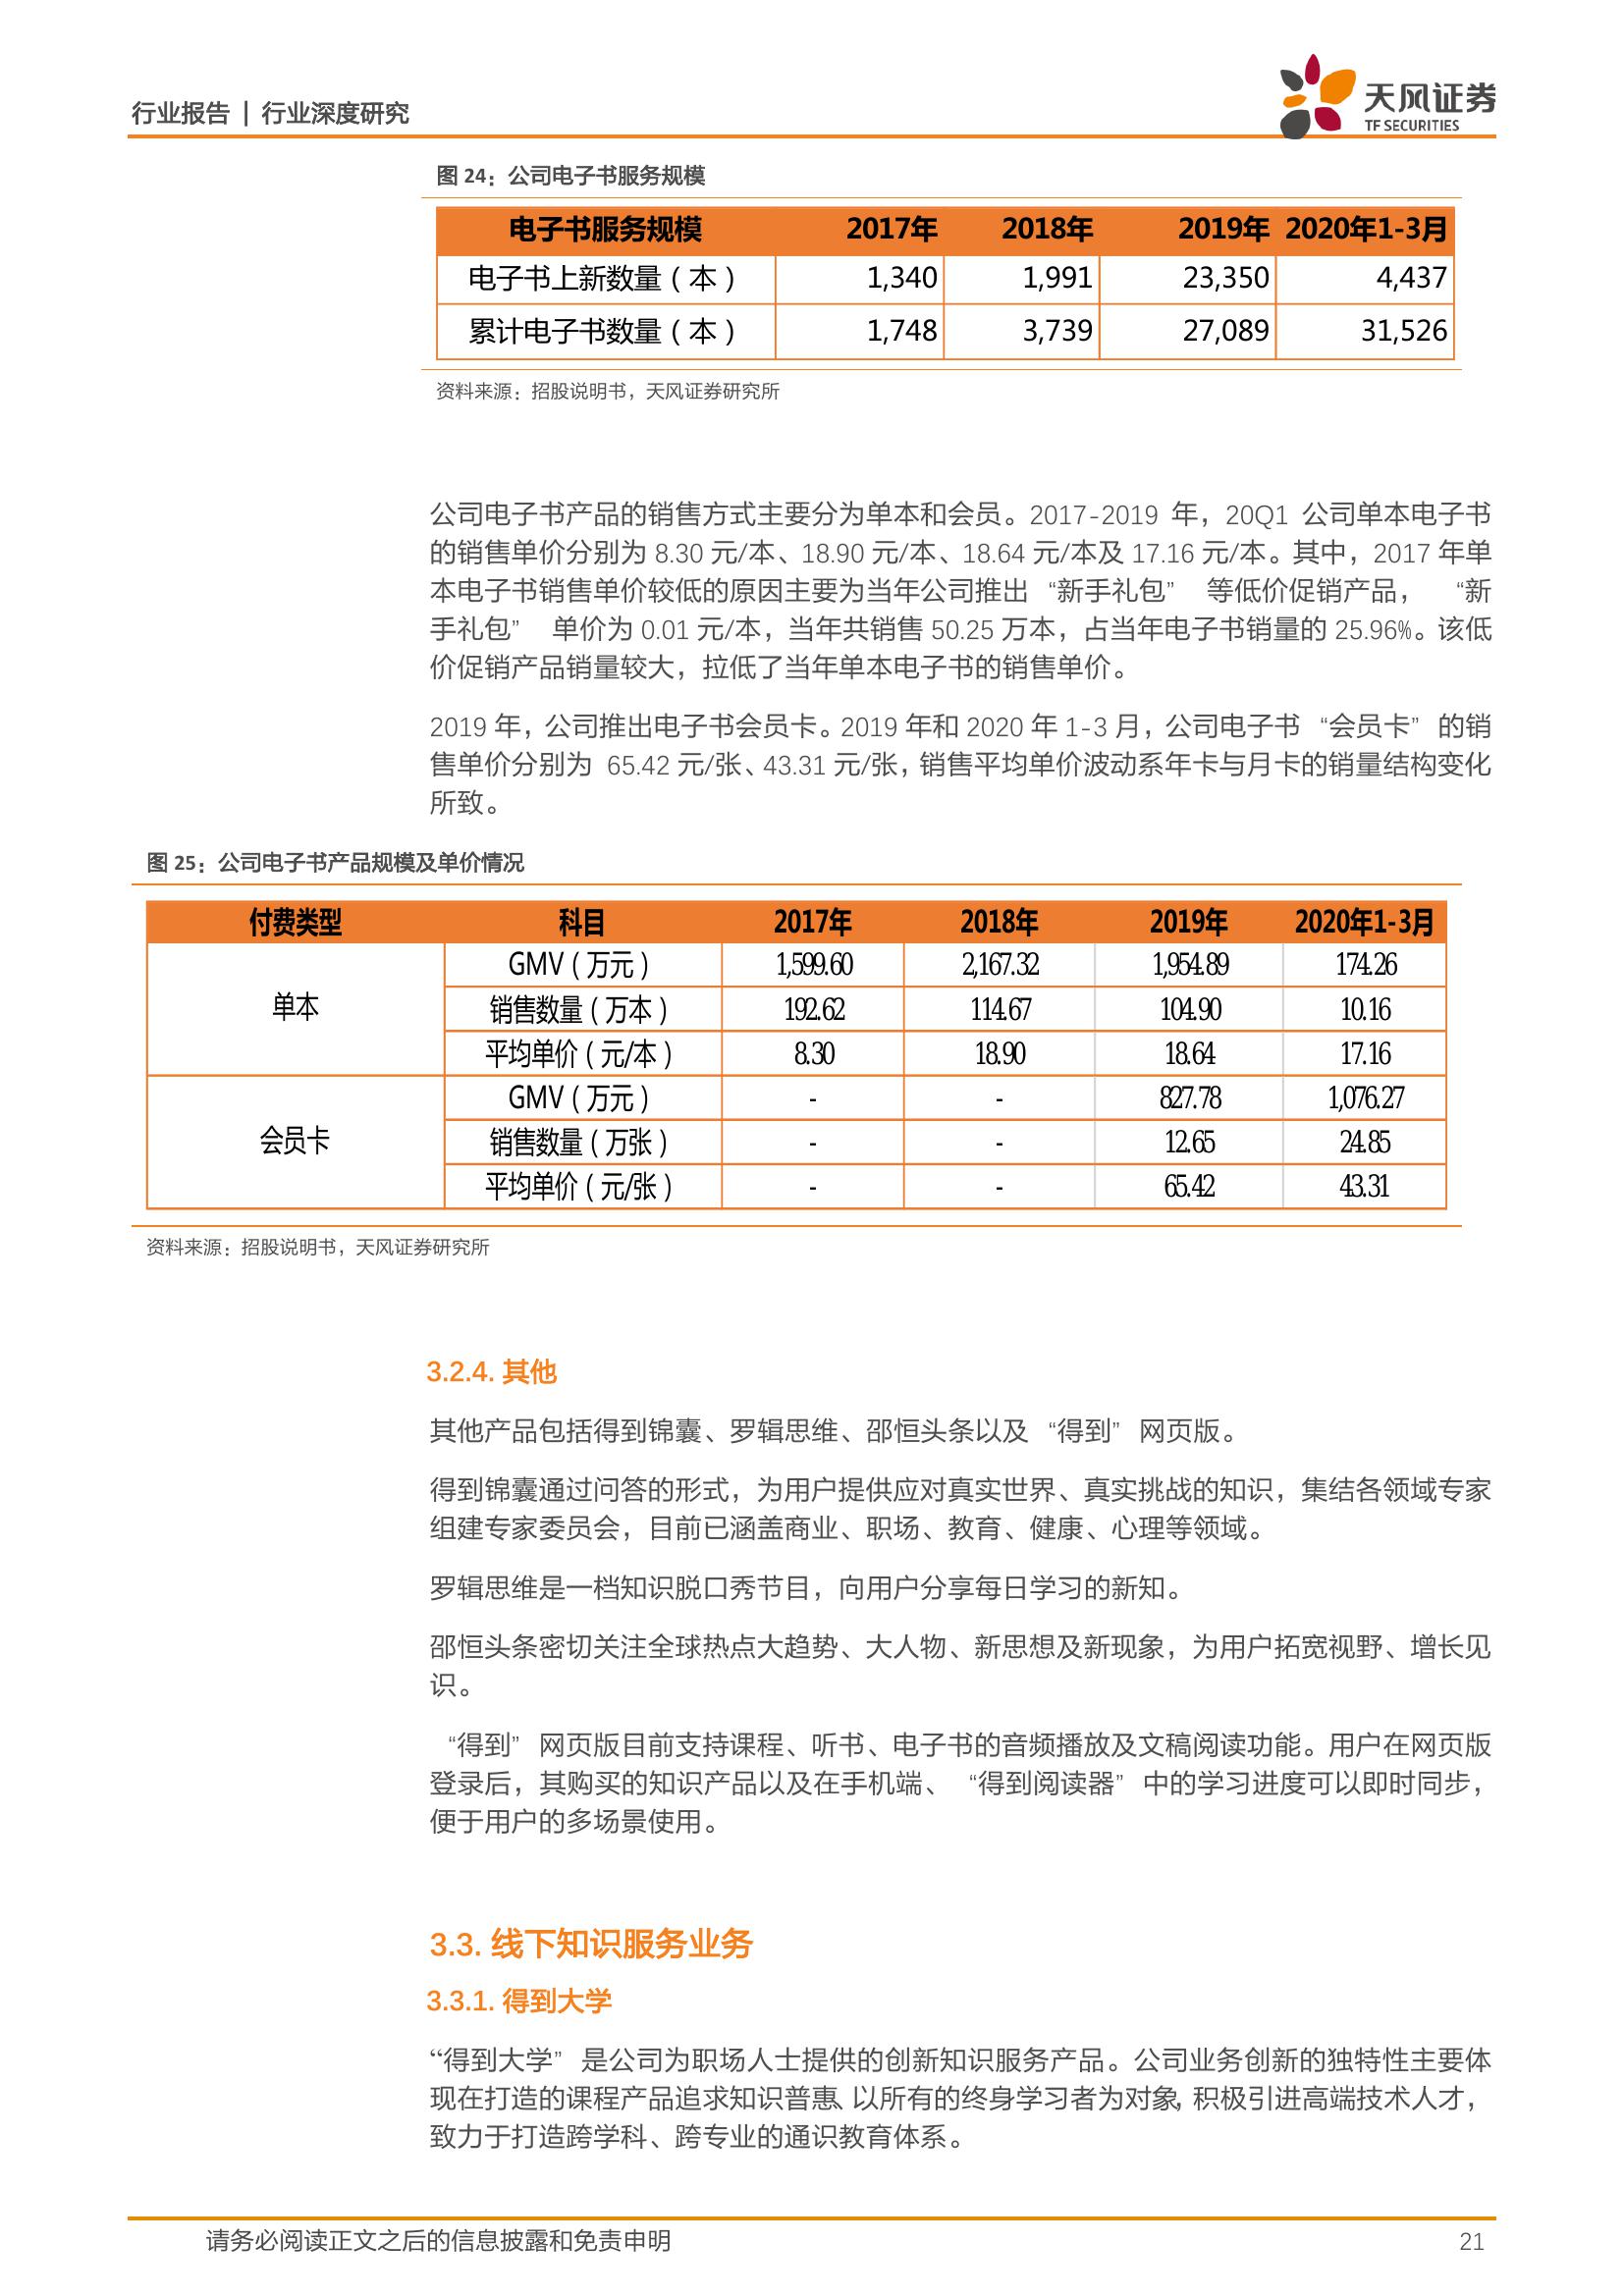 行业报告 | 行业深度研究
天风证券
TF SECURITIES
图 24：公司电子书服务规模
电子书服务规模 2017年 2018年 2019年 2020年1-3月
电子书上新数量（本） 1,340 1,991 23,350 4,437
累计电子书数量（本） 1,748 3,739 27,089 31,526
资料来源：招股说明书，天风证券研究所
公司电子书产品的销售方式主要分为单本和会员。2017-2019 年，20Q1 公司单本电子书
的销售单价分别为 8.30 元/本、18.90 元/本、18.64 元/本及 17.16 元/本。其中，2017 年单
本电子书销售单价较低的原因主要为当年公司推出 “新手礼包” 等低价促销产品， “新
手礼包” 单价为 0.01 元/本，当年共销售 50.25 万本，占当年电子书销量的 25.96%。该低
价促销产品销量较大，拉低了当年单本电子书的销售单价。
2019 年，公司推出电子书会员卡。2019 年和 2020 年 1-3 月，公司电子书 “会员卡” 的销
售单价分别为 65.42 元/张、43.31 元/张，销售平均单价波动系年卡与月卡的销量结构变化
所致。
图 25：公司电子书产品规模及单价情况
付费类型 科目 2017年 2018年 2019年 2020年1-3月
单本 GMV（万元） 1,599.60 2,167.32 1,954.89 174.26
销售数量（万本） 192.62 114.67 104.90 10.16
平均单价（元/本） 8.30 18.90 18.64 17.16
会员卡 GMV（万元） - - 827.78 1,076.27
销售数量（万张） - - 12.65 24.85
平均单价（元/张） - - 65.42 43.31
资料来源：招股说明书，天风证券研究所
3.2.4. 其他
其他产品包括得到锦囊、罗辑思维、邵恒头条以及 “得到” 网页版。
得到锦囊通过问答的形式，为用户提供应对真实世界、真实挑战的知识，集结各领域专家
组建专家委员会，目前已涵盖商业、职场、教育、健康、心理等领域。
罗辑思维是一档知识脱口秀节目，向用户分享每日学习的新知。
邵恒头条密切关注全球热点大趋势、大人物、新思想及新现象，为用户拓宽视野、增长见
识。
“得到” 网页版目前支持课程、听书、电子书的音频播放及文稿阅读功能。用户在网页版
登录后，其购买的知识产品以及在手机端、 “得到阅读器” 中的学习进度可以即时同步，
便于用户的多场景使用。
3.3. 线下知识服务业务
3.3.1. 得到大学
“得到大学” 是公司为职场人士提供的创新知识服务产品。公司业务创新的独特性主要体
现在打造的课程产品追求知识普惠、以所有的终身学习者为对象，积极引进高端技术人才，
致力于打造跨学科、跨专业的通识教育体系。
请务必阅读正文之后的信息披露和免责申明 21